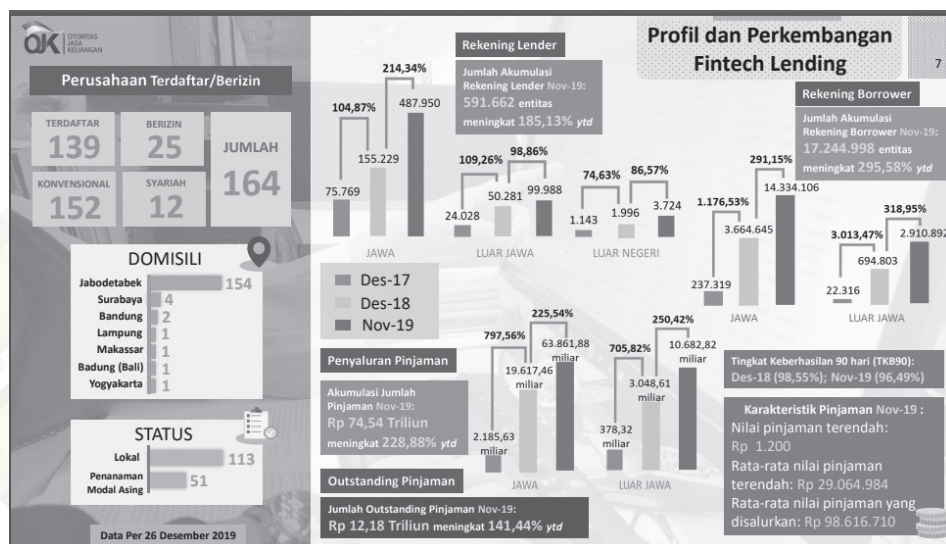 OJK
OTORITAS
JASA
KEUANGAN
Profil dan Perkembangan
Fintech Lending
7
Perusahaan Terdaftar/Berizin
TERDAFTAR
139
BERIZIN
25
JUMLAH
164
KONVENSIONAL
152
SYARIAH
12
DOMISILI
Jabodetabek 154
Surabaya 4
Bandung 2
Lampung 1
Makassar 1
Badung (Bali) 1
Yogyakarta 1
STATUS
Lokal 113
Penanaman
Modal Asing 51
Data Per 26 Desember 2019
Rekening Lender
Jumlah Akumulasi
Rekening Lender Nov-19:
591.662 entitas
meningkat 185,13% ytd
104,87%
214,34%
75.769
155.229
487.950
JAWA
109,26%
98,86%
24.028
50.281
99.988
LUAR JAWA
74,63%
86,57%
1.143
1.996
3.724
LUAR NEGERI
Des-17
Des-18
Nov-19
Rekening Borrower
Jumlah Akumulasi
Rekening Borrower Nov-19:
17.244.998 entitas
meningkat 295,58% ytd
1.176,53%
291,15%
237.319
3.664.645
14.334.106
JAWA
3.013,47%
318,95%
22.316
694.803
2.910.892
LUAR JAWA
Penyaluran Pinjaman
Akumulasi Jumlah
Pinjaman Nov-19:
Rp 74,54 Triliun
meningkat 228,88% ytd
797,56%
225,54%
2.185,63
miliar
19.617,46
miliar
63.861,88
miliar
JAWA
705,82%
250,42%
378,32
miliar
3.048,61
miliar
10.682,82
miliar
LUAR JAWA
Outstanding Pinjaman
Jumlah Outstanding Pinjaman Nov-19:
Rp 12,18 Triliun meningkat 141,44% ytd
Tingkat Keberhasilan 90 hari (TKB90):
Des-18 (98,55%); Nov-19 (96,49%)
Karakteristik Pinjaman Nov-19 :
Nilai pinjaman terendah:
Rp 1.200
Rata-rata nilai pinjaman
terendah: Rp 29.064.984
Rata-rata nilai pinjaman yang
disalurkan: Rp 98.616.710